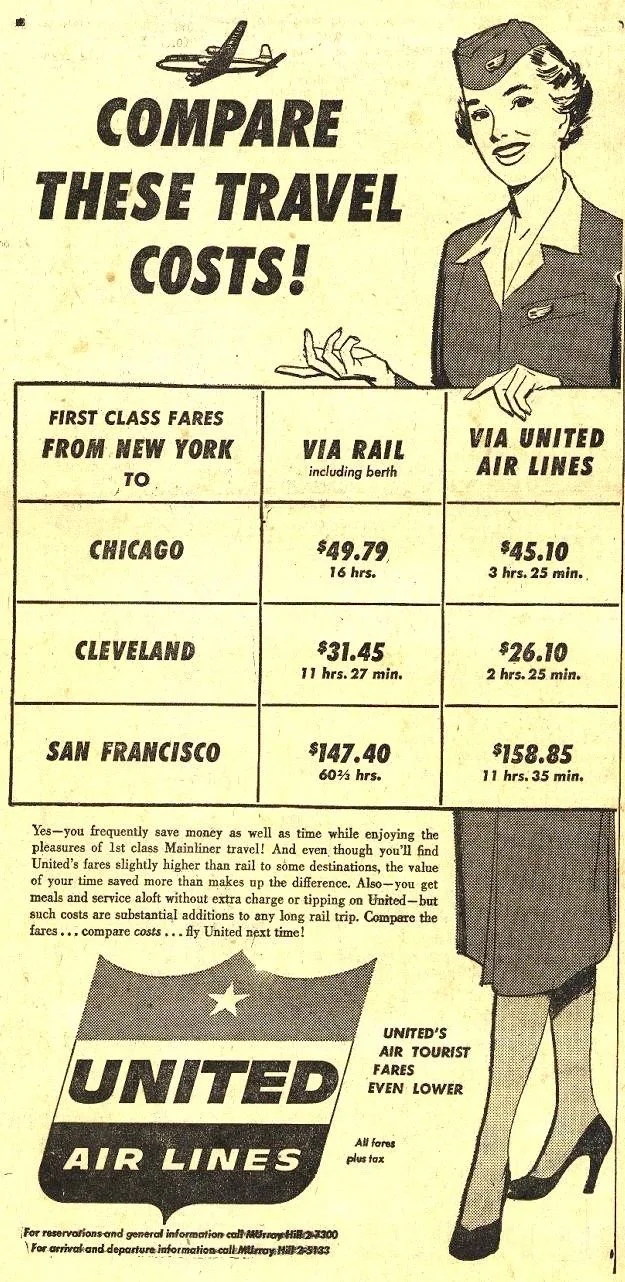 COMPARE
THESE TRAVEL
COSTS!
FIRST CLASS FARES
FROM NEW YORK
TO
VIA RAIL
including berth
VIA UNITED
AIR LINES
CHICAGO
$49.79
16 hrs.
$45.10
3 hrs. 25 min.
CLEVELAND
$31.45
11 hrs. 27 min.
$26.10
2 hrs. 25 min.
SAN FRANCISCO
$147.40
60⅔ hrs.
$158.85
11 hrs. 35 min.
Yes—you frequently save money as well as time while enjoying the
pleasures of 1st class Mainliner travel! And even though you'll find
United's fares slightly higher than rail to some destinations, the value
of your time saved more than makes up the difference. Also—you get
meals and service aloft without extra charge or tipping on United—but
such costs are substantial additions to any long rail trip. Compare the
fares . . . compare costs . . . fly United next time!
UNITED
AIR LINES
UNITED'S
AIR TOURIST
FARES
EVEN LOWER
All fares
plus tax
For reservations and general information call MUrray Hill 2-7300
For arrival and departure information call MUrray Hill 2-5133